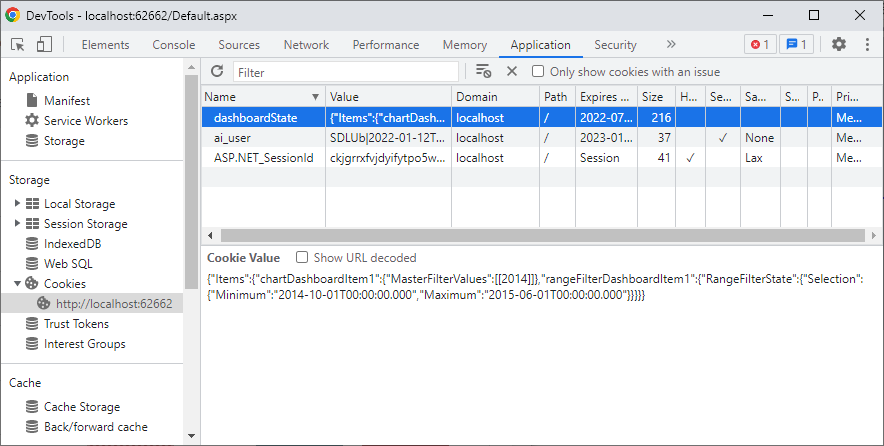 DevTools - localhost:62662/Default.aspx
Elements Console Sources Network Performance Memory Application Security » 1 1
Application
Manifest
Service Workers
Storage
Storage
Local Storage
Session Storage
IndexedDB
Web SQL
Cookies
http://localhost:62662
Trust Tokens
Interest Groups
Cache
Cache Storage
Back/forward cache
Filter Only show cookies with an issue
Name Value Domain Path Expires ... Size H... Se... Sa... S... P.. Pri...
dashboardState {"Items":{"chartDash... localhost / 2022-07... 216 Me...
ai_user SDLUb|2022-01-12T... localhost / 2023-01... 37 ✓ None Me...
ASP.NET_SessionId ckjgrrxfvjdyifytpo5w... localhost / Session 41 ✓ Lax Me...
Cookie Value Show URL decoded
{"Items":{"chartDashboardItem1":{"MasterFilterValues":[[2014]]},"rangeFilterDashboardItem1":{"RangeFilterState":{"Selection":
{"Minimum":"2014-10-01T00:00:00.000","Maximum":"2015-06-01T00:00:00.000"}}}}}